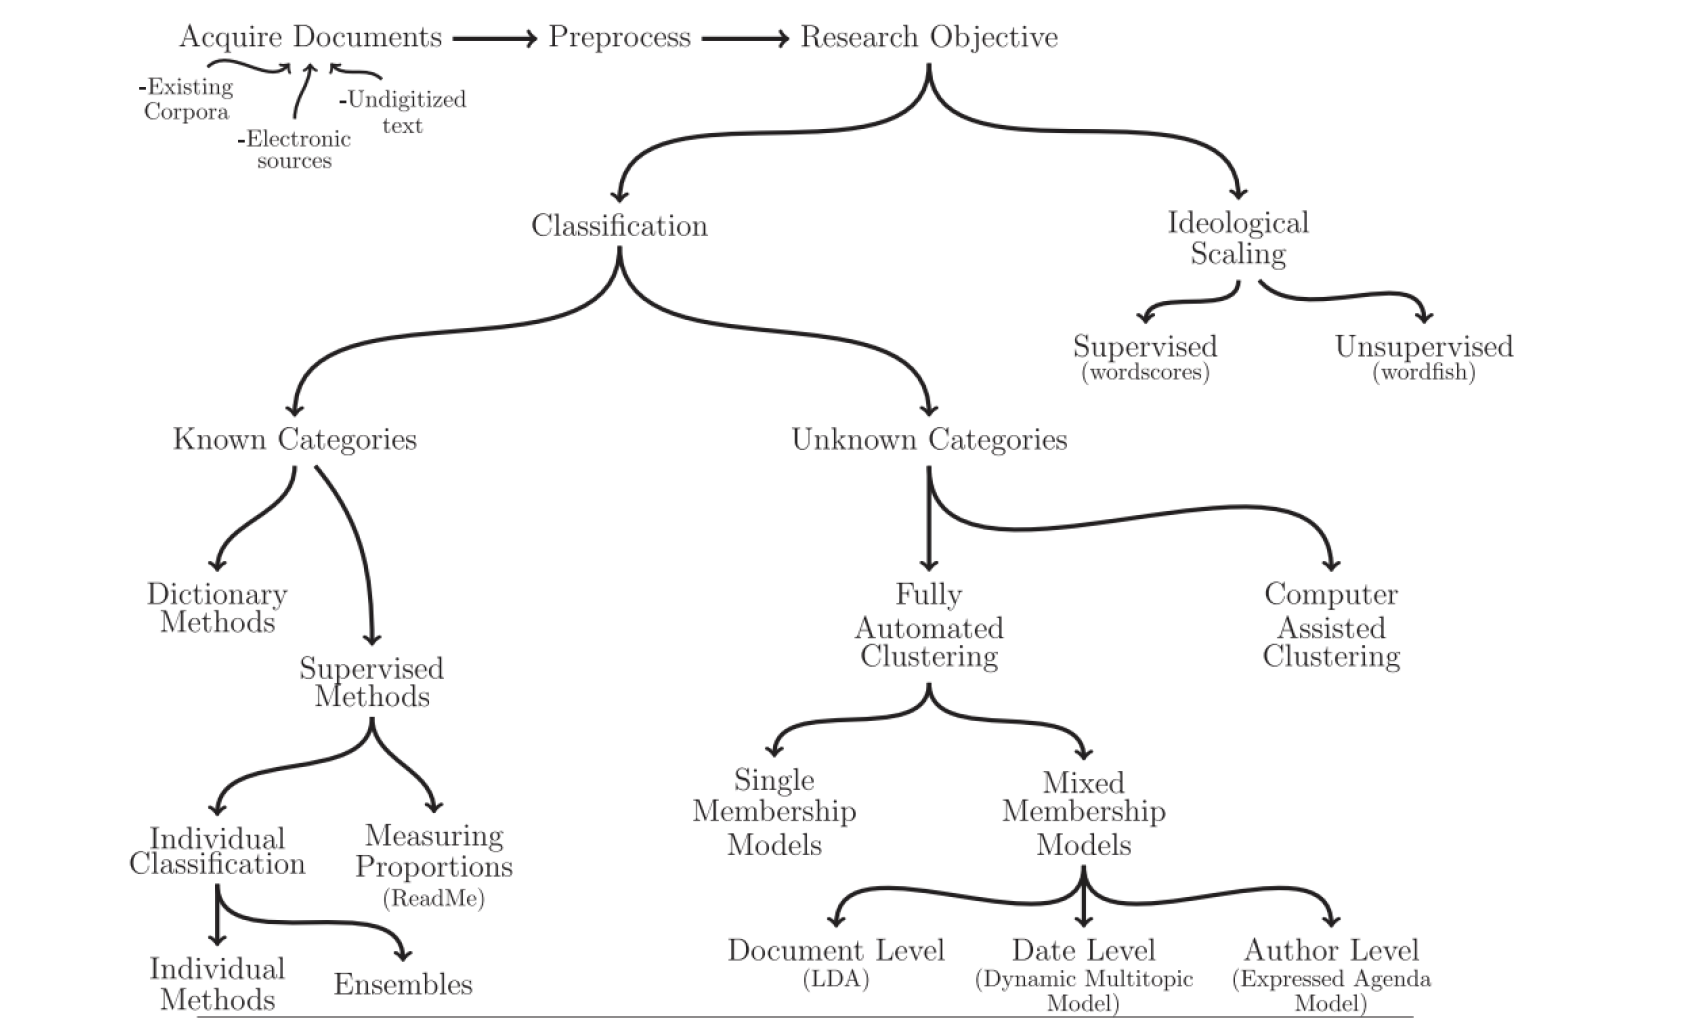 Acquire Documents
Preprocess
Research Objective
-Existing
Corpora
-Electronic
sources
-Undigitized
text
Classification
Ideological
Scaling
Supervised
(wordscores)
Unsupervised
(wordfish)
Known Categories
Unknown Categories
Dictionary
Methods
Supervised
Methods
Fully
Automated
Clustering
Computer
Assisted
Clustering
Individual
Classification
Measuring
Proportions
(ReadMe)
Single
Membership
Models
Mixed
Membership
Models
Individual
Methods
Ensembles
Document Level
(LDA)
Date Level
(Dynamic Multitopic
Model)
Author Level
(Expressed Agenda
Model)